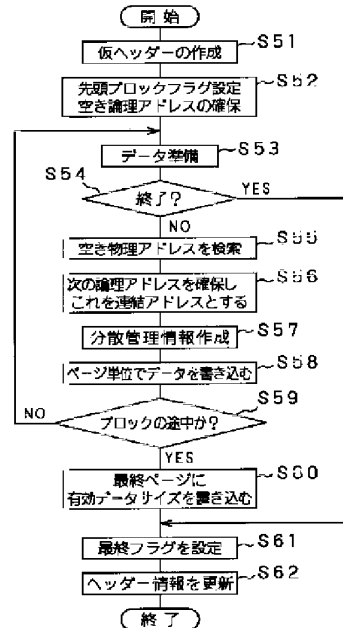 開始
仮ヘッダーの作成
S51
先頭ブロックフラグ設定
空き論理アドレスの確保
S52
データ準備
S53
S54
終了?
YES
NO
空き物理アドレスを検索
S55
次の論理アドレスを確保し
これを連結アドレスとする
S56
分散管理情報作成
S57
ページ単位でデータを書き込む
S58
S59
ブロックの途中か?
NO
YES
最終ページに
有効データサイズを書き込む
S60
最終フラグを設定
S61
ヘッダー情報を更新
S62
終了